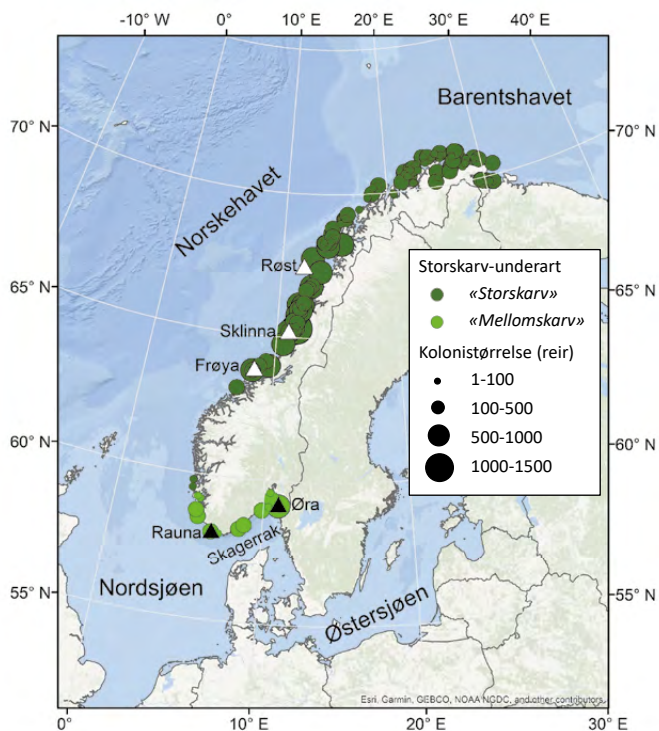 -10° W
0°
10° E
20° E
30° E
40° E
Barentshavet
70° N
70° N
Norskehavet
Røst
Storskarv-underart
«Storskarv»
«Mellomskarv»
65° N
65° N
Sklinna
Kolonistørrelse (reir)
Frøya
1-100
100-500
500-1000
1000-1500
60° N
60° N
Øra
Rauna
Skagerrak
Nordsjøen
55° N
55° N
Østersjøen
Esri, Garmin, GEBCO, NOAA NGDC, and other contributors
0°
10° E
20° E
30° E